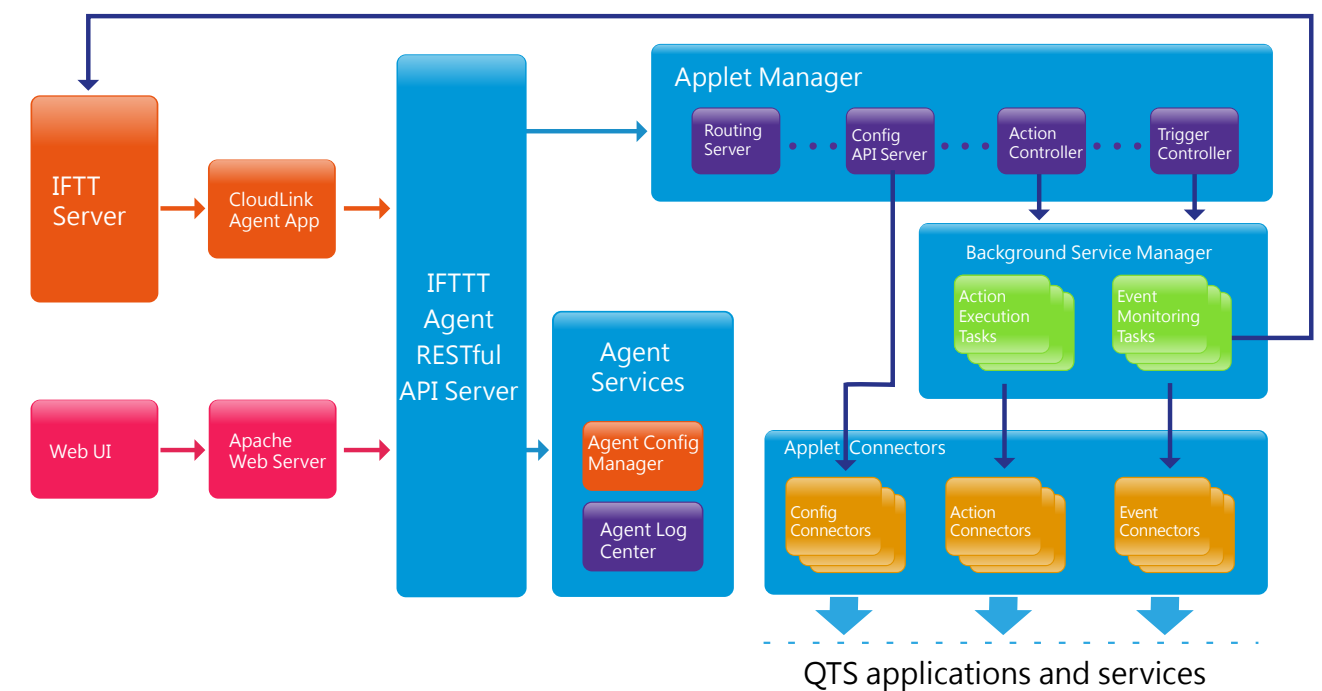 Applet Manager
Routing
Server
Config
API Server
Action
Controller
Trigger
Controller
IFTT
Server
CloudLink
Agent App
IFTTT
Agent
RESTful
API Server
Background Service Manager
Action
Execution
Tasks
Event
Monitoring
Tasks
Agent
Services
Agent Config
Manager
Agent Log
Center
Web UI
Apache
Web Server
Applet Connectors
Config
Connectors
Action
Connectors
Event
Connectors
QTS applications and services